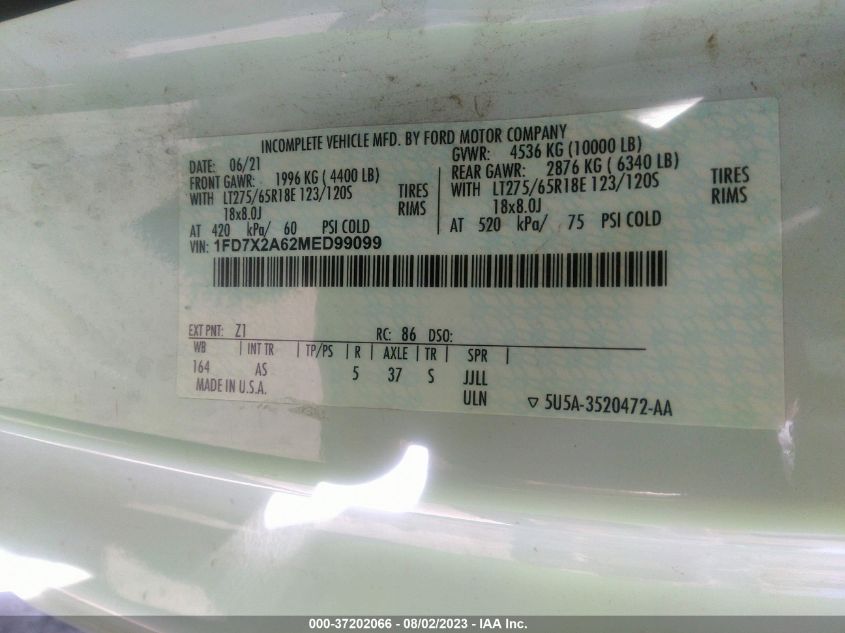 INCOMPLETE VEHICLE MFD. BY FORD MOTOR COMPANY
DATE: 06/21 GVWR: 4536 KG (10000 LB)
FRONT GAWR: 1996 KG ( 4400 LB) REAR GAWR: 2876 KG ( 6340 LB)
WITH LT275/65R18E 123/120S TIRES WITH LT275/65R18E 123/120S TIRES
18x8.0J RIMS 18x8.0J RIMS
AT 420 kPa/ 60 PSI COLD AT 520 kPa/ 75 PSI COLD
VIN: 1FD7X2A62MED99099
EXT PNT: Z1 RC: 86 DSO:
WB INT TR TP/PS R AXLE TR SPR
164 AS 5 37 S JJLL
MADE IN U.S.A. ULN ▽ 5U5A-3520472-AA
000-37202066 - 08/02/2023 - IAA Inc.